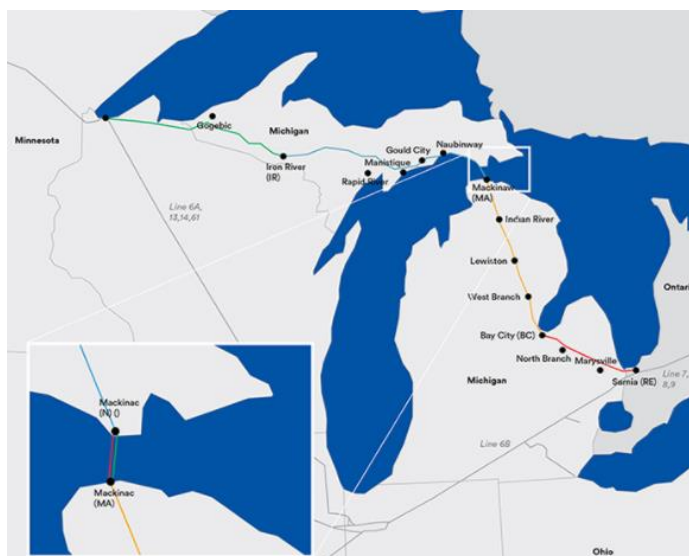 Minnesota
Gogebic
Michigan
Iron River
(IR)
Gould City
Naubinway
Manistique
Rapid River
Mackinaw
(MA)
Line 6A,
13,14,61
Indian River
Lewiston
Ontario
West Branch
Bay City (BC)
North Branch
Marysville
Sarnia (RE)
Line 7,
8,9
Michigan
Line 6B
Mackinac
(N) ()
Mackinac
(MA)
Ohio